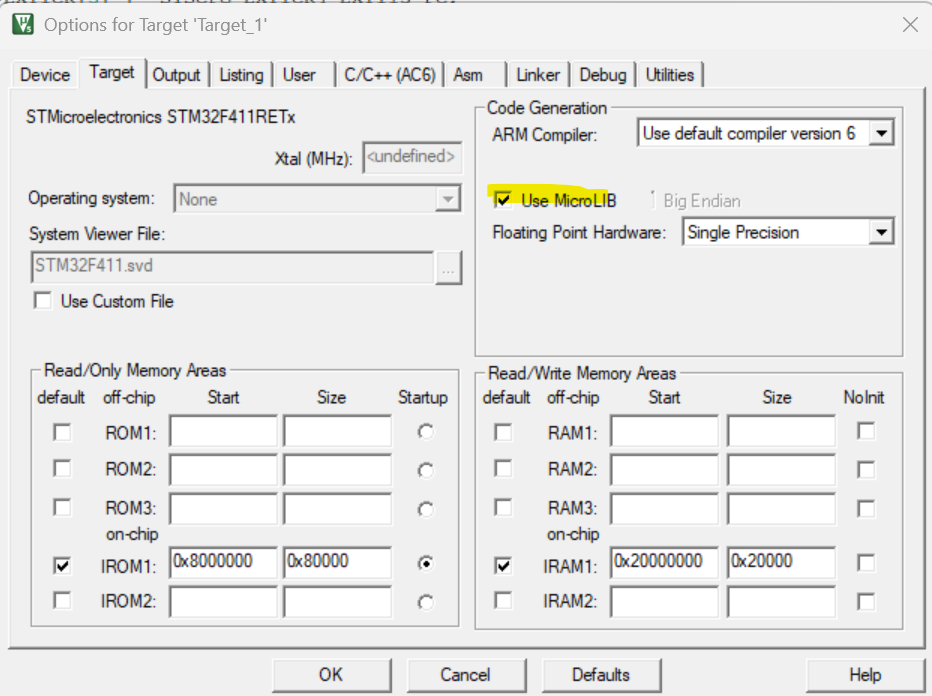 Options for Target 'Target_1'
Device Target Output Listing User C/C++ (AC6) Asm Linker Debug Utilities
STMicroelectronics STM32F411RETx
Xtal (MHz): <undefined>
Operating system: None
System Viewer File:
STM32F411.svd ...
Use Custom File
Code Generation
ARM Compiler: Use default compiler version 6
Use MicroLIB Big Endian
Floating Point Hardware: Single Precision
Read/Only Memory Areas
default off-chip Start Size Startup
ROM1:
ROM2:
ROM3:
on-chip
IROM1: 0x8000000 0x80000
IROM2:
Read/Write Memory Areas
default off-chip Start Size NoInit
RAM1:
RAM2:
RAM3:
on-chip
IRAM1: 0x20000000 0x20000
IRAM2:
OK Cancel Defaults Help